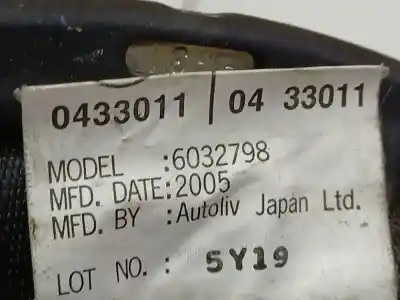 0433011 | 04 33011
MODEL :6032798
MFD. DATE:2005
MFD. BY :Autoliv Japan Ltd.
LOT NO. : 5Y19